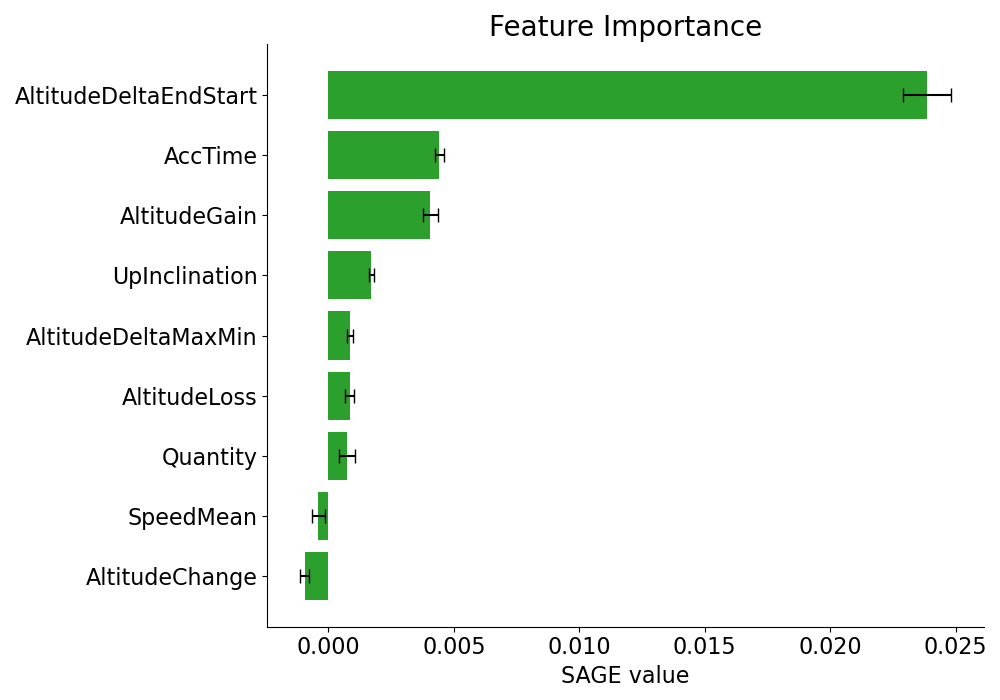 Feature Importance
AltitudeDeltaEndStart
AccTime
AltitudeGain
UpInclination
AltitudeDeltaMaxMin
AltitudeLoss
Quantity
SpeedMean
AltitudeChange
0.000 0.005 0.010 0.015 0.020 0.025
SAGE value